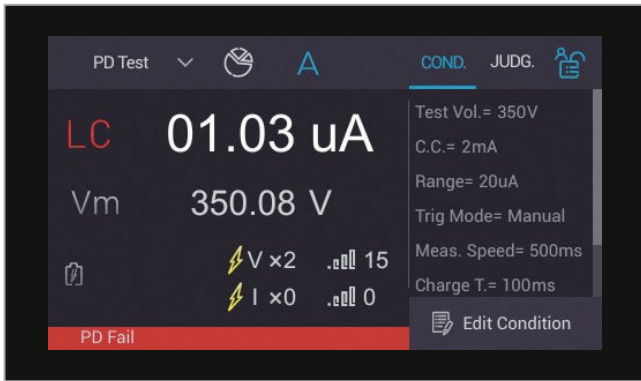 PD Test A COND. JUDG.
LC 01.03 uA
Vm 350.08 V
V ×2 15
I ×0 0
PD Fail
Test Vol.= 350V
C.C.= 2mA
Range= 20uA
Trig Mode= Manual
Meas. Speed= 500ms
Charge T.= 100ms
Edit Condition